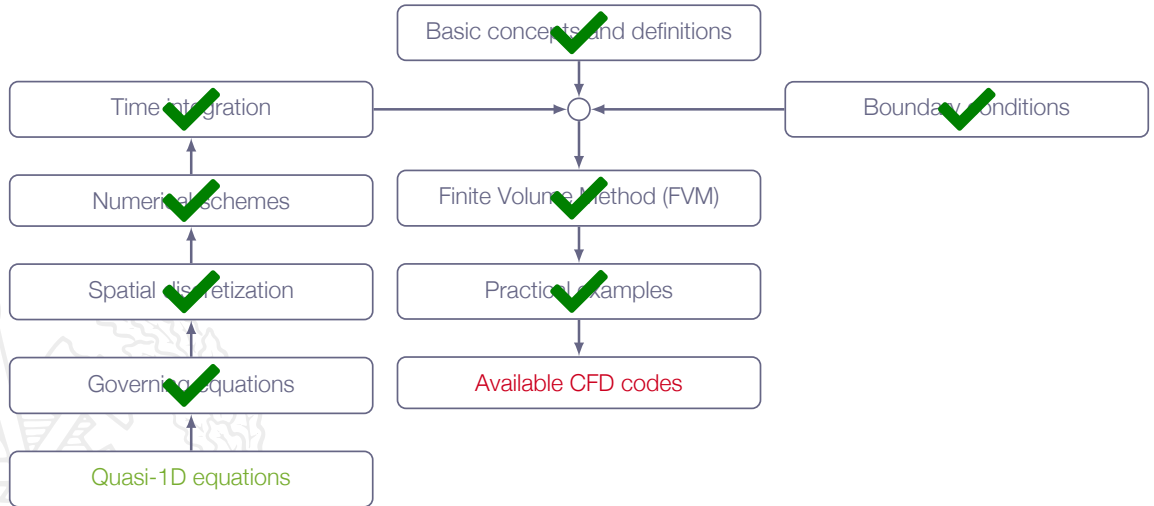 Basic concepts and definitions
Time integration
Boundary conditions
Numerical schemes
Finite Volume Method (FVM)
Spatial discretization
Practical examples
Governing equations
Available CFD codes
Quasi-1D equations